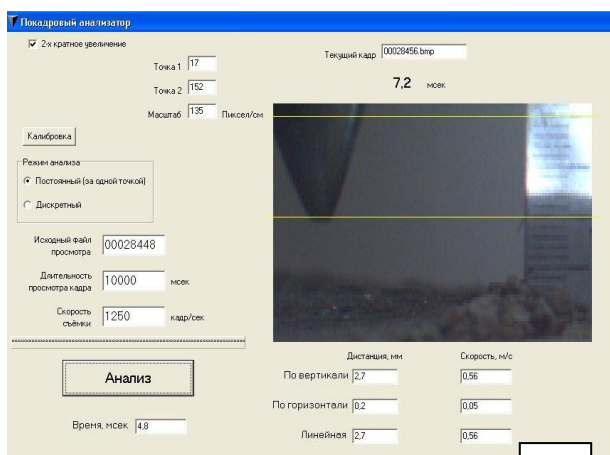 Покадровый анализатор
2-х кратное увеличение
Точка 1 17
Точка 2 152
Масштаб 135 Пиксел/см
Калибровка
Режим анализа
Постоянный (за одной точкой)
Дискретный
Исходный файл просмотра 00028448
Длительность просмотра кадра 10000 мсек
Скорость съёмки 1250 кадр/сек
Анализ
Время, мсек 4,8
Текущий кадр 00028456.bmp
7,2 мсек
Дистанция, мм Скорость, м/с
По вертикали 2,7 0,56
По горизонтали 0,2 0,05
Линейная 2,7 0,56